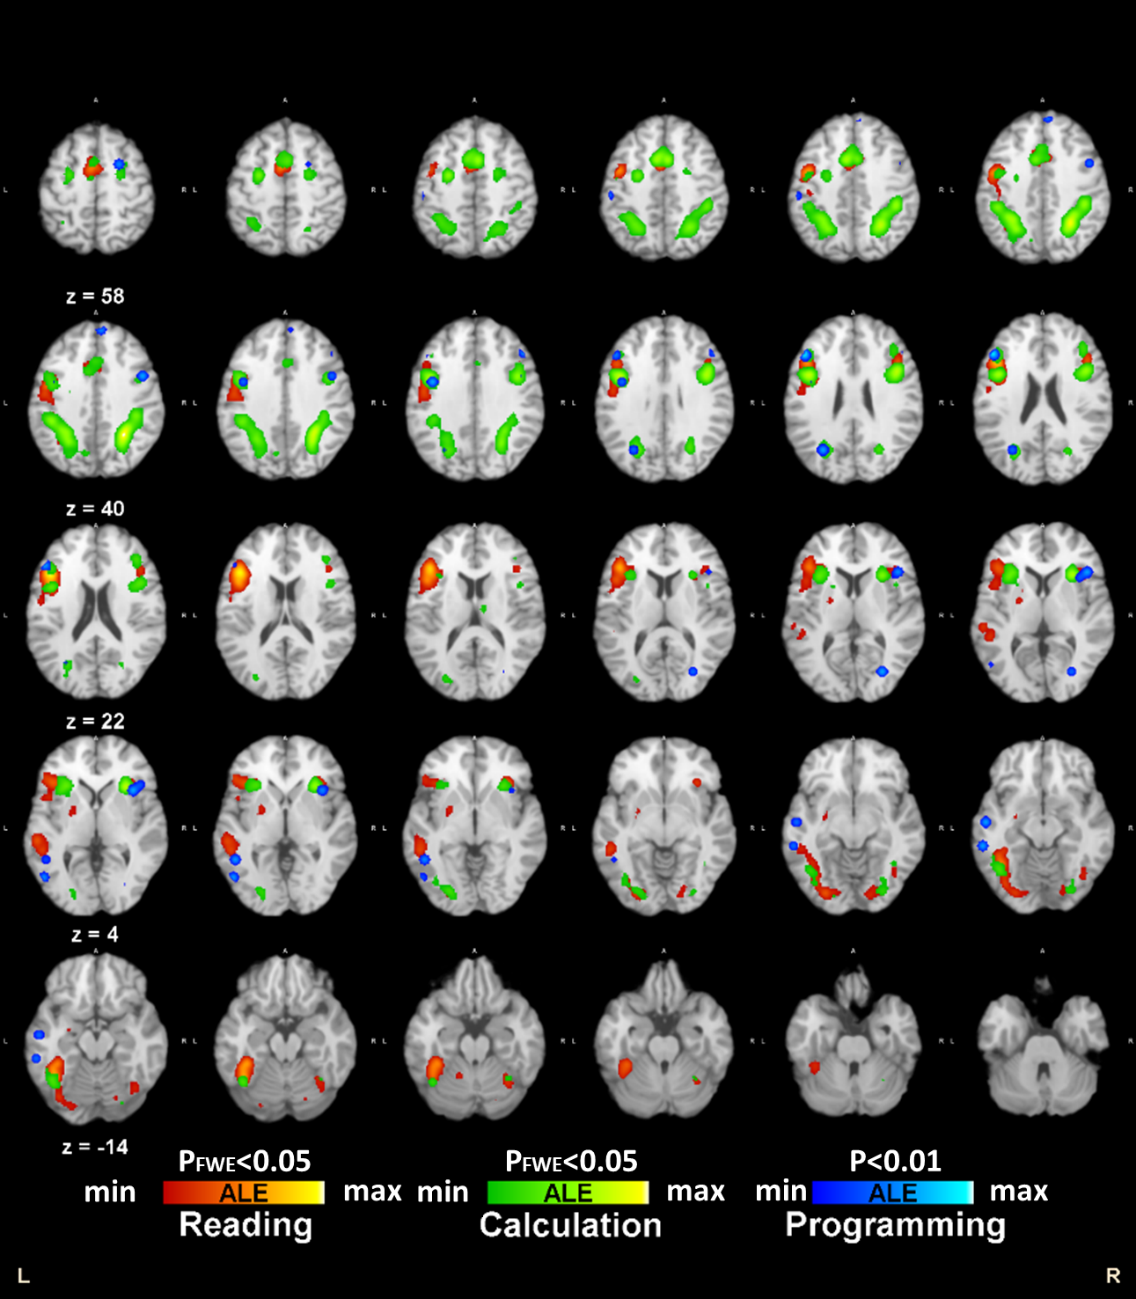 A A A A A A
L R L R L R L R L R L R
z = 58
A A A A A A
L R L R L R L R L R L R
z = 40
A A A A A A
L R L R L R L R L R L R
z = 22
A A A A A A
L R L R L R L R L R L R
z = 4
A A A A A A
L R L R L R L R L R L R
z = -14
PFWE<0.05 PFWE<0.05 P<0.01
min ALE max min ALE max min ALE max
Reading Calculation Programming
L R